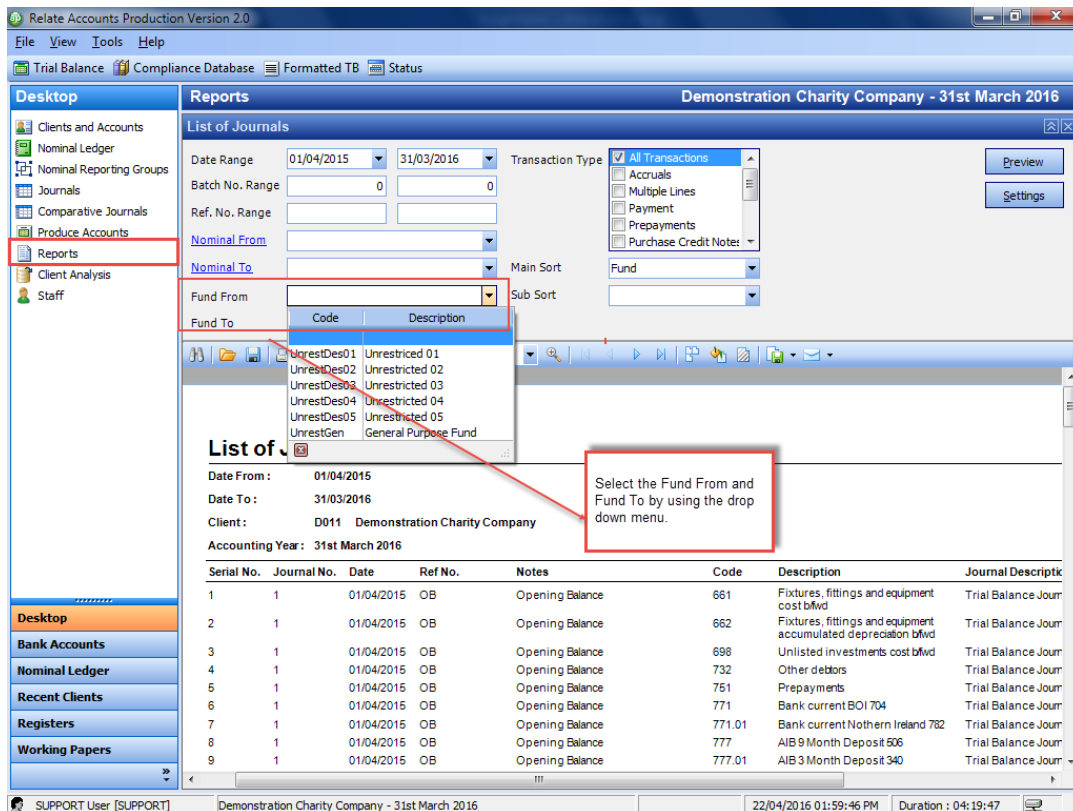 Relate Accounts Production Version 2.0
File View Tools Help
Trial Balance Compliance Database Formatted TB Status
Desktop
Clients and Accounts
Nominal Ledger
Nominal Reporting Groups
Journals
Comparative Journals
Produce Accounts
Reports
Client Analysis
Staff
Desktop
Bank Accounts
Nominal Ledger
Recent Clients
Registers
Working Papers
Reports Demonstration Charity Company - 31st March 2016
List of Journals
Date Range 01/04/2015 31/03/2016 Transaction Type All Transactions
Accruals
Multiple Lines
Payment
Prepayments
Purchase Credit Notes
Preview
Settings
Batch No. Range 0 0
Ref. No. Range
Nominal From
Nominal To Main Sort Fund
Fund From Sub Sort
Fund To
Code Description
UnrestDes01 Unrestriced 01
UnrestDes02 Unrestricted 02
UnrestDes03 Unrestricted 03
UnrestDes04 Unrestricted 04
UnrestDes05 Unrestricted 05
UnrestGen General Purpose Fund
List of
Select the Fund From and
Fund To by using the drop
down menu.
Date From : 01/04/2015
Date To : 31/03/2016
Client : D011 Demonstration Charity Company
Accounting Year : 31st March 2016
Serial No. Journal No. Date Ref No. Notes Code Description Journal Descriptic
1 1 01/04/2015 OB Opening Balance 661 Fixtures, fittings and equipment cost b/fwd Trial Balance Journ
2 1 01/04/2015 OB Opening Balance 662 Fixtures, fittings and equipment accumulated depreciation b/fwd Trial Balance Journ
3 1 01/04/2015 OB Opening Balance 698 Unlisted investments cost b/fwd Trial Balance Journ
4 1 01/04/2015 OB Opening Balance 732 Other debtors Trial Balance Journ
5 1 01/04/2015 OB Opening Balance 751 Prepayments Trial Balance Journ
6 1 01/04/2015 OB Opening Balance 771 Bank current BOI 704 Trial Balance Journ
7 1 01/04/2015 OB Opening Balance 771.01 Bank current Nothern Ireland 782 Trial Balance Journ
8 1 01/04/2015 OB Opening Balance 777 AIB 9 Month Deposit 506 Trial Balance Journ
9 1 01/04/2015 OB Opening Balance 777.01 AIB 3 Month Deposit 340 Trial Balance Journ
SUPPORT User [SUPPORT] Demonstration Charity Company - 31st March 2016 22/04/2016 01:59:46 PM Duration : 04:19:47